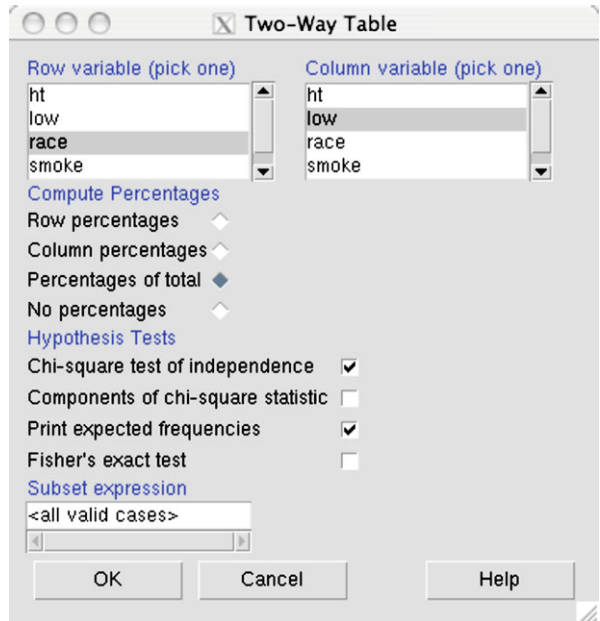 Two-Way Table
Row variable (pick one)
ht
low
race
smoke
Column variable (pick one)
ht
low
race
smoke
Compute Percentages
Row percentages
Column percentages
Percentages of total
No percentages
Hypothesis Tests
Chi-square test of independence
Components of chi-square statistic
Print expected frequencies
Fisher's exact test
Subset expression
<all valid cases>
OK Cancel Help